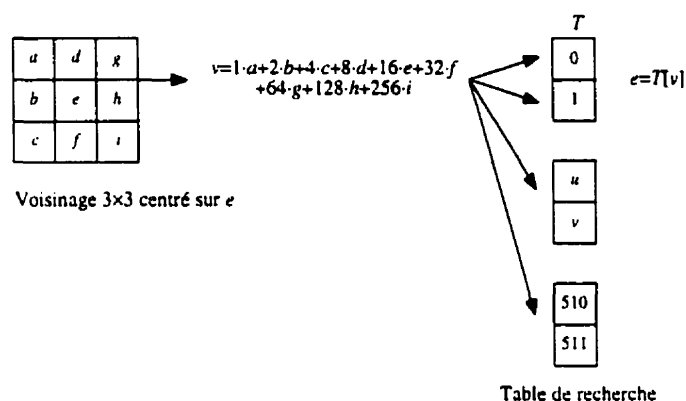 a d g
b e h
c f i
Voisinage 3×3 centré sur e
v=1·a+2·b+4·c+8·d+16·e+32·f
+64·g+128·h+256·i
T
0
1
e=T[v]
u
v
510
511
Table de recherche